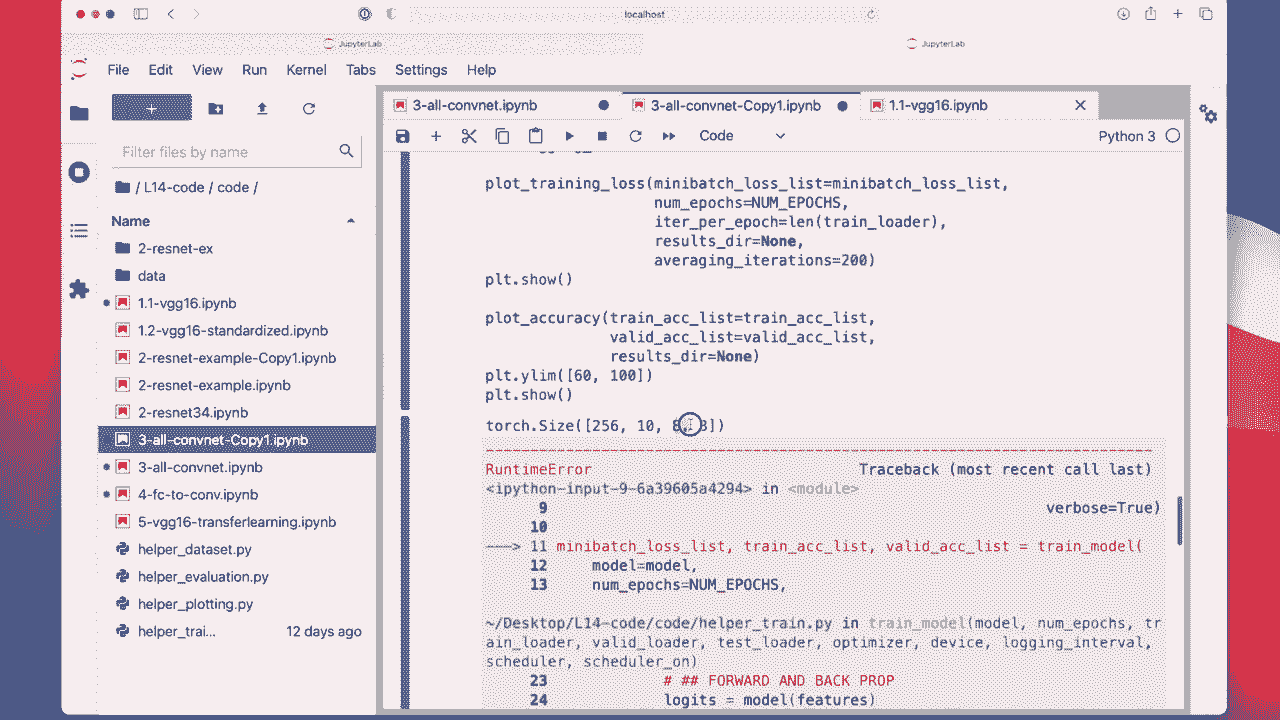 localhost
JupyterLab
JupyterLab
File Edit View Run Kernel Tabs Settings Help
3-all-convnet.ipynb
3-all-convnet-Copy1.ipynb
1.1-vgg16.ipynb
Code
Python 3
Filter files by name
/ L14-code / code /
Name
2-resnet-ex
data
1.1-vgg16.ipynb
1.2-vgg16-standardized.ipynb
2-resnet-example-Copy1.ipynb
2-resnet-example.ipynb
2-resnet34.ipynb
3-all-convnet-Copy1.ipynb
3-all-convnet.ipynb
4-fc-to-conv.ipynb
5-vgg16-transferlearning.ipynb
helper_dataset.py
helper_evaluation.py
helper_plotting.py
helper_trai... 12 days ago
plot_training_loss(minibatch_loss_list=minibatch_loss_list,
num_epochs=NUM_EPOCHS,
iter_per_epoch=len(train_loader),
results_dir=None,
averaging_iterations=200)
plt.show()
plot_accuracy(train_acc_list=train_acc_list,
valid_acc_list=valid_acc_list,
results_dir=None)
plt.ylim([60, 100])
plt.show()
torch.Size([256, 10,
RuntimeError Traceback (most recent call last)
<ipython-input-9-6a39605a4294> in <module>
9 verbose=True)
10
---> 11 minibatch_loss_list, train_acc_list, valid_acc_list = train_model(
12 model=model,
13 num_epochs=NUM_EPOCHS,
~/Desktop/L14-code/code/helper_train.py in train_model(model, num_epochs, tr
ain_loader, valid_loader, test_loader, optimizer, device, logging_interval,
scheduler, scheduler_on)
23 # ## FORWARD AND BACK PROP
24 logits = model(features)